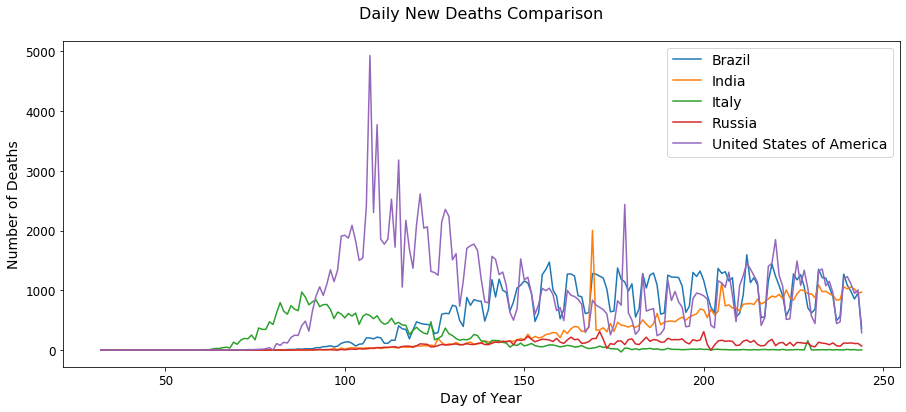 Daily New Deaths Comparison
5000
4000
3000
2000
1000
0
Number of Deaths
Brazil
India
Italy
Russia
United States of America
50
100
150
200
250
Day of Year